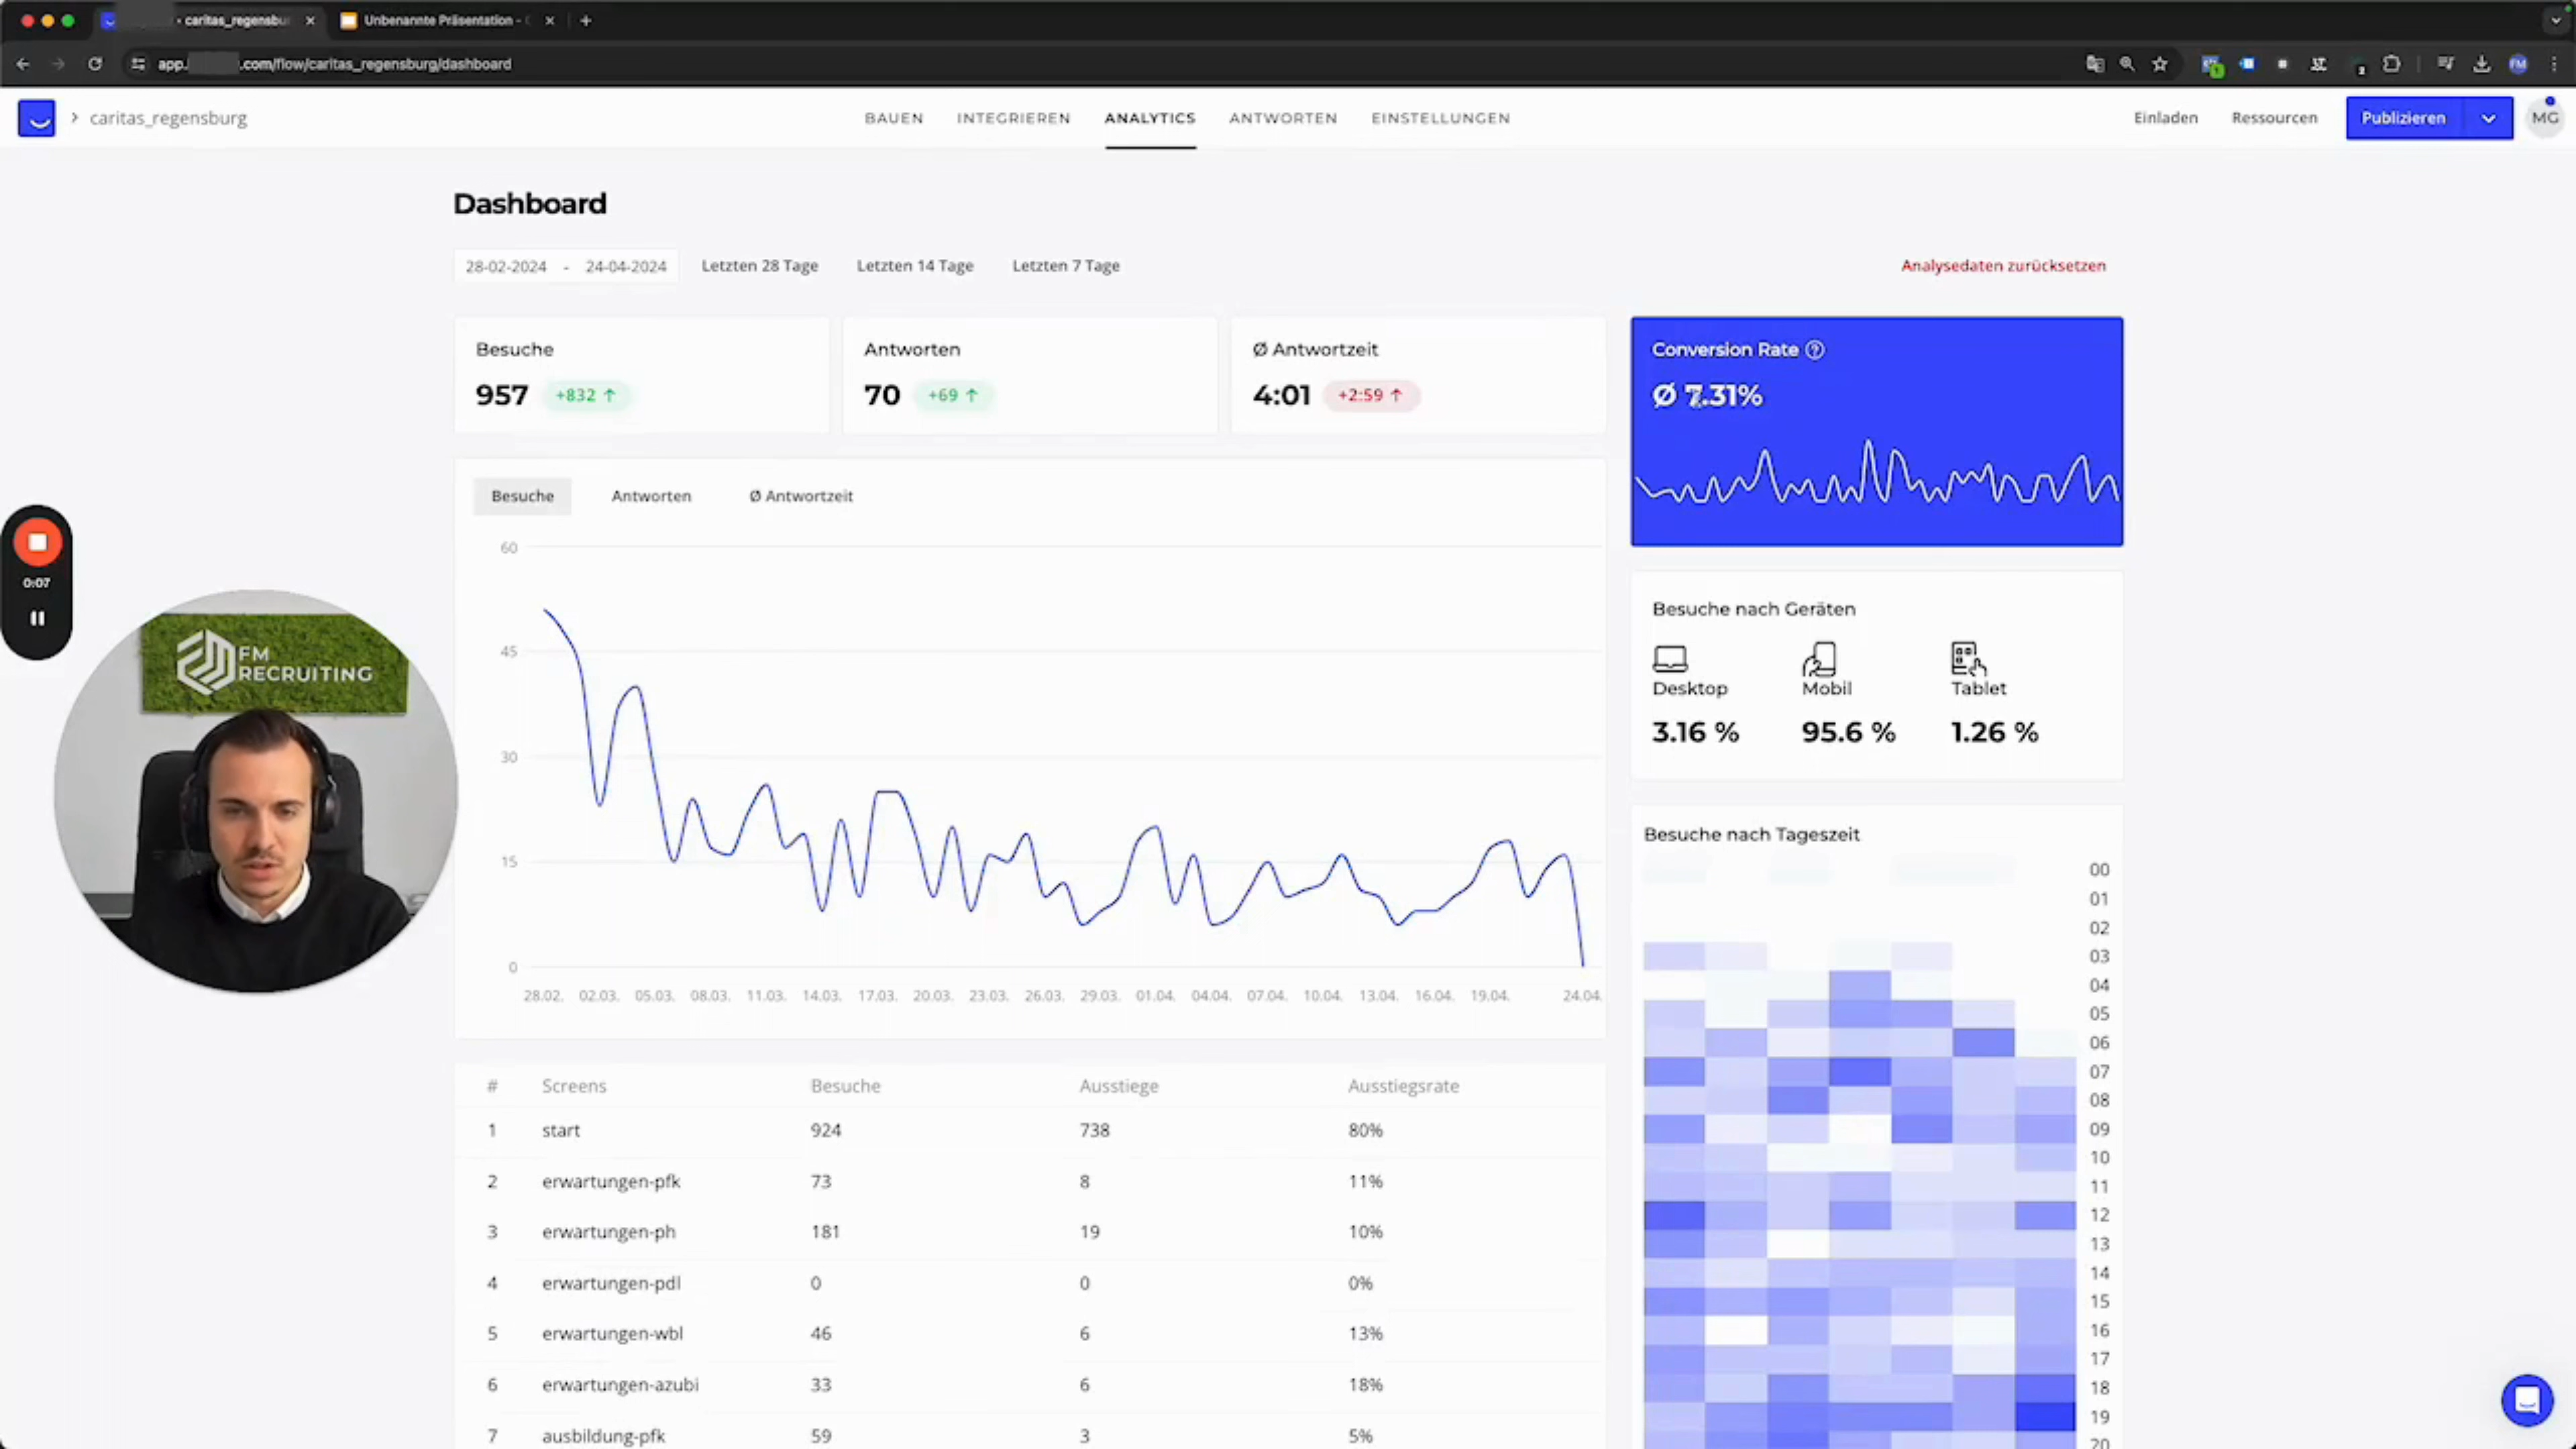 caritas_regensbu
Unbenannte Präsentation -
app. .com/flow/caritas_regensburg/dashboard
FM
caritas_regensburg
BAUEN
INTEGRIEREN
ANALYTICS
ANTWORTEN
EINSTELLUNGEN
Einladen
Ressourcen
Publizieren
MG
Dashboard
28-02-2024 - 24-04-2024
Letzten 28 Tage
Letzten 14 Tage
Letzten 7 Tage
Analysedaten zurücksetzen
Besuche
957 +832 ↑
Antworten
70 +69 ↑
Ø Antwortzeit
4:01 +2:59 ↑
Conversion Rate ?
Ø 7.31%
Besuche
Antworten
Ø Antwortzeit
60
45
30
15
0
28.02. 02.03. 05.03. 08.03. 11.03. 14.03. 17.03. 20.03. 23.03. 26.03. 29.03. 01.04. 04.04. 07.04. 10.04. 13.04. 16.04. 19.04. 24.04.
0:07
FM
RECRUITING
Besuche nach Geräten
Desktop Mobil Tablet
3.16 % 95.6 % 1.26 %
Besuche nach Tageszeit
00
01
02
03
04
05
06
07
08
09
10
11
12
13
14
15
16
17
18
19
20
# Screens Besuche Ausstiege Ausstiegsrate
1 start 924 738 80%
2 erwartungen-pfk 73 8 11%
3 erwartungen-ph 181 19 10%
4 erwartungen-pdl 0 0 0%
5 erwartungen-wbl 46 6 13%
6 erwartungen-azubi 33 6 18%
7 ausbildung-pfk 59 3 5%